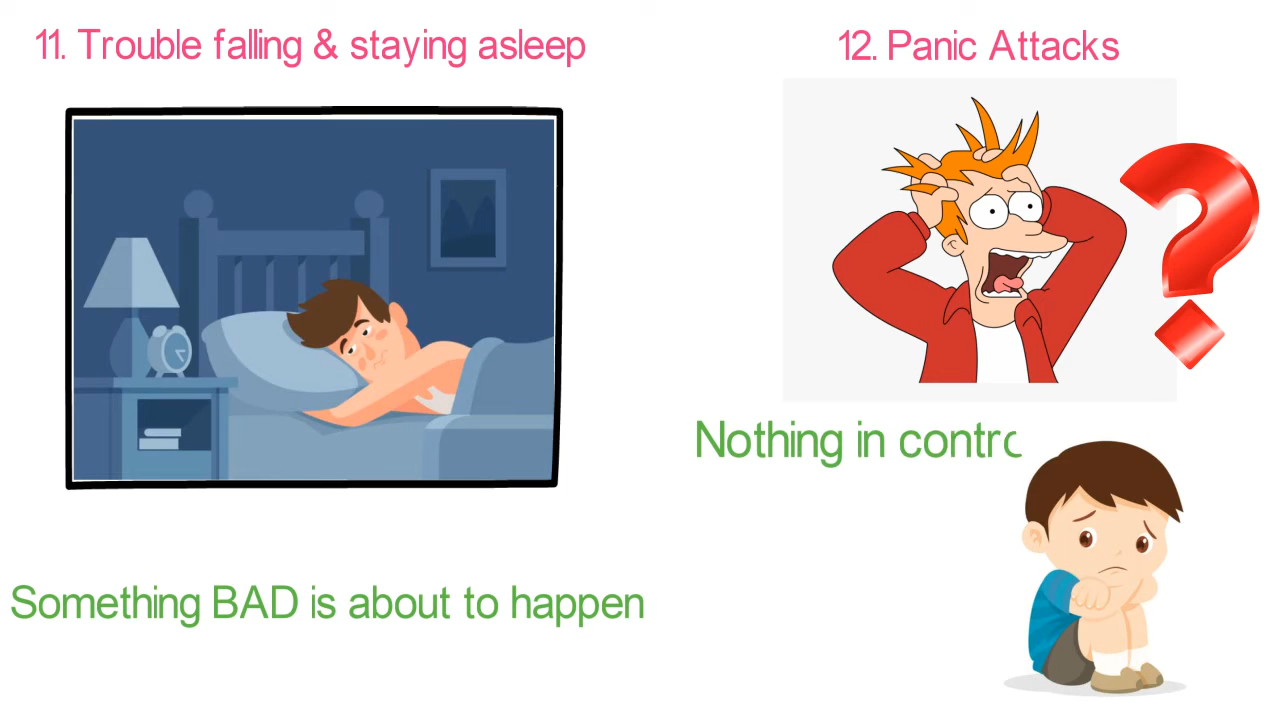 11. Trouble falling & staying asleep
12. Panic Attacks
?
Nothing in contro
Something BAD is about to happen